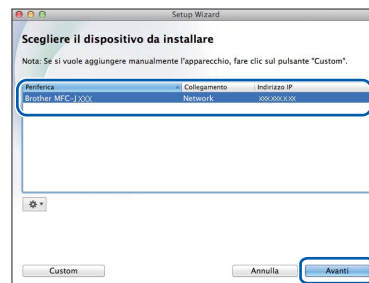 Setup Wizard
Scegliere il dispositivo da installare
Nota: Se si vuole aggiungere manualmente l'apparecchio, fare clic sul pulsante "Custom".
Periferica Collegamento Indirizzo IP
Brother MFC-J XXX Network XXX.XXX.X.XX
Custom Annulla Avanti